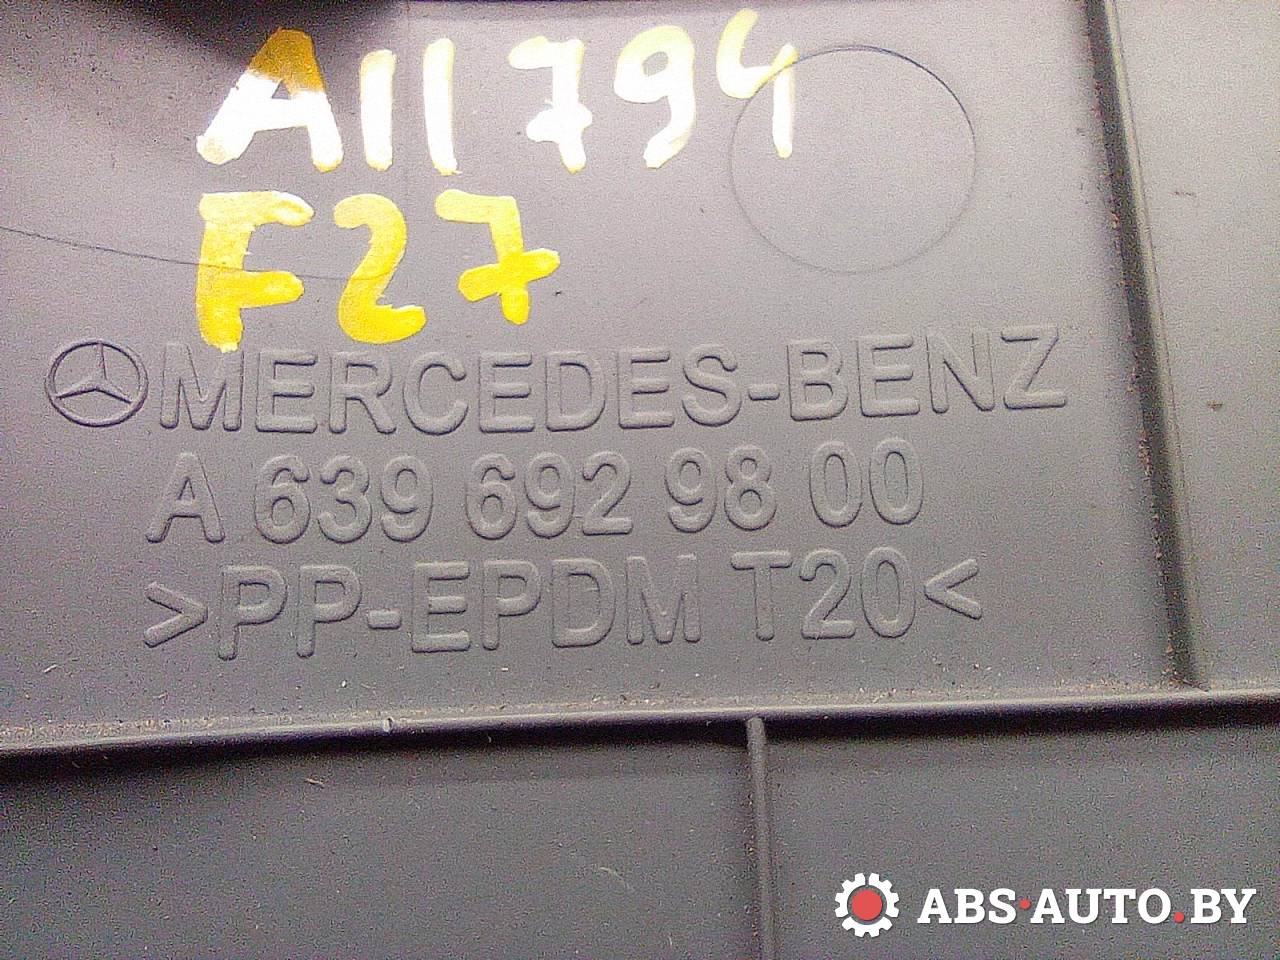 A11794
F27
MERCEDES-BENZ
A 639 692 98 00
>PP-EPDM T20<
ABS·AUTO.BY